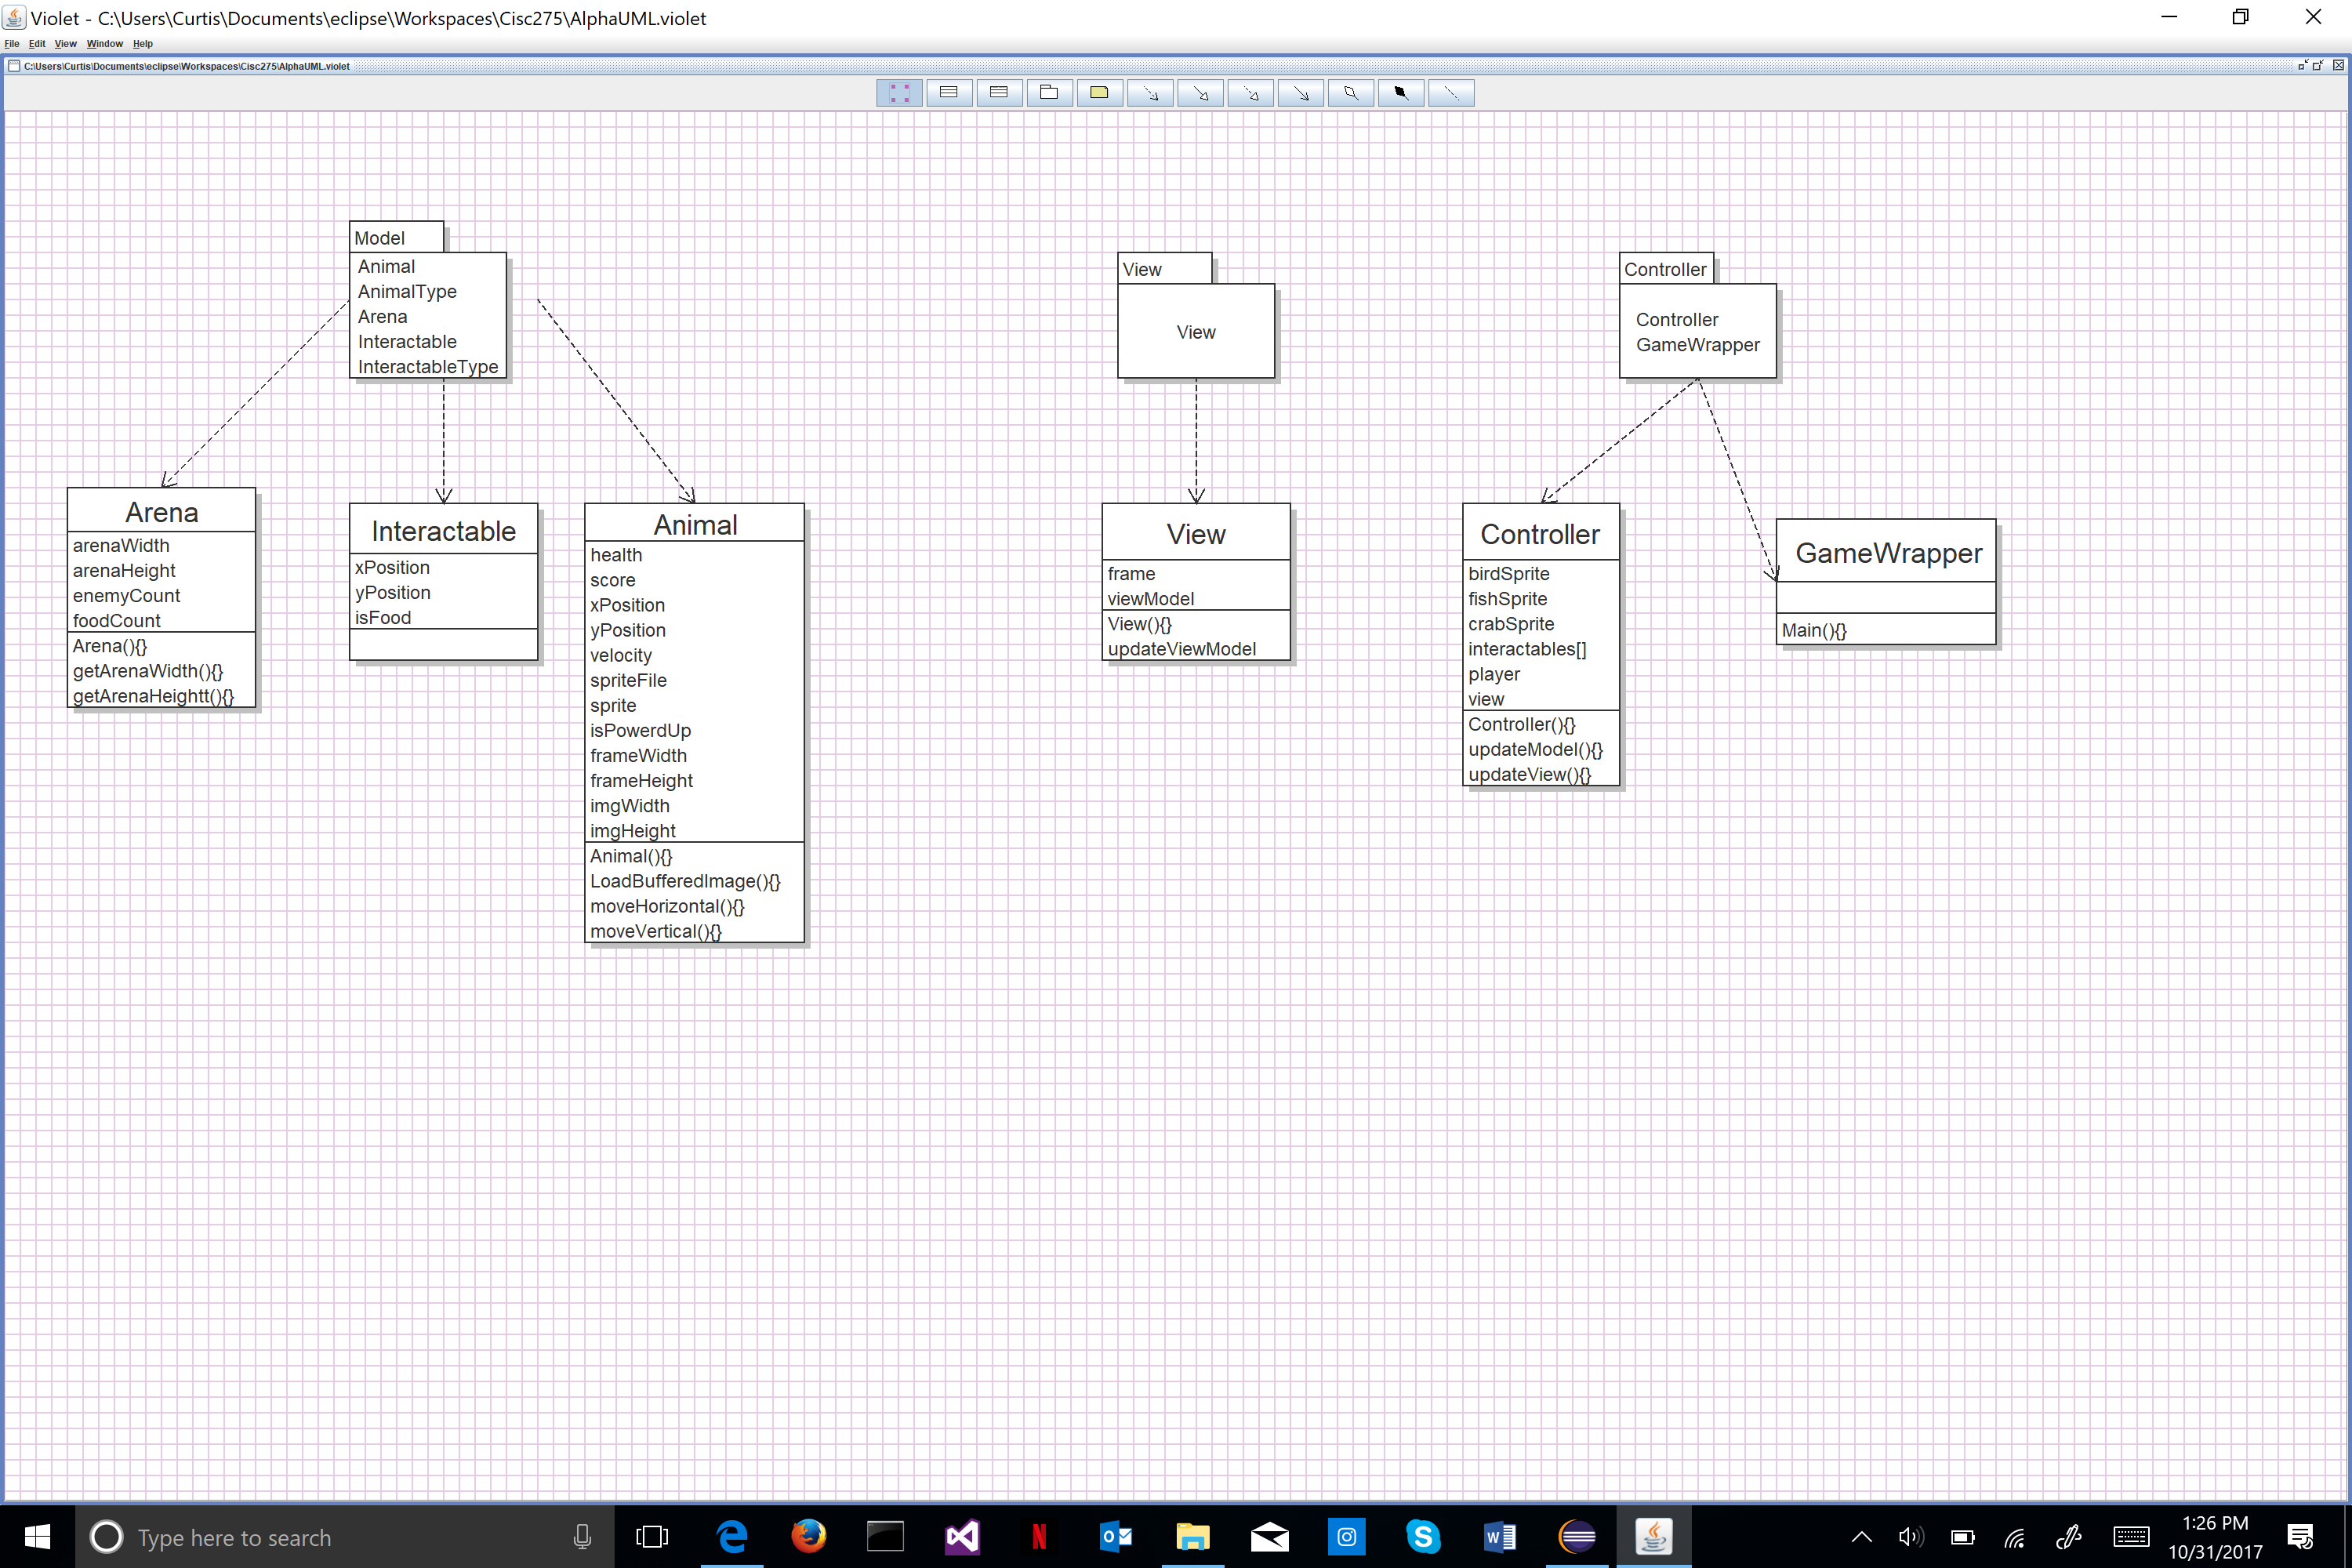 Violet - C:\Users\Curtis\Documents\eclipse\Workspaces\Cisc275\AlphaUML.violet
File Edit View Window Help
C:\Users\Curtis\Documents\eclipse\Workspaces\Cisc275\AlphaUML.violet
Model
Animal
AnimalType
Arena
Interactable
InteractableType
View
View
Controller
Controller
GameWrapper
Arena
arenaWidth
arenaHeight
enemyCount
foodCount
Arena(){}
getArenaWidth(){}
getArenaHeightt(){}
Interactable
xPosition
yPosition
isFood
Animal
health
score
xPosition
yPosition
velocity
spriteFile
sprite
isPowerdUp
frameWidth
frameHeight
imgWidth
imgHeight
Animal(){}
LoadBufferedImage(){}
moveHorizontal(){}
moveVertical(){}
View
frame
viewModel
View(){}
updateViewModel
Controller
birdSprite
fishSprite
crabSprite
interactables[]
player
view
Controller(){}
updateModel(){}
updateView(){}
GameWrapper
Main(){}
Type here to search
1:26 PM
10/31/2017